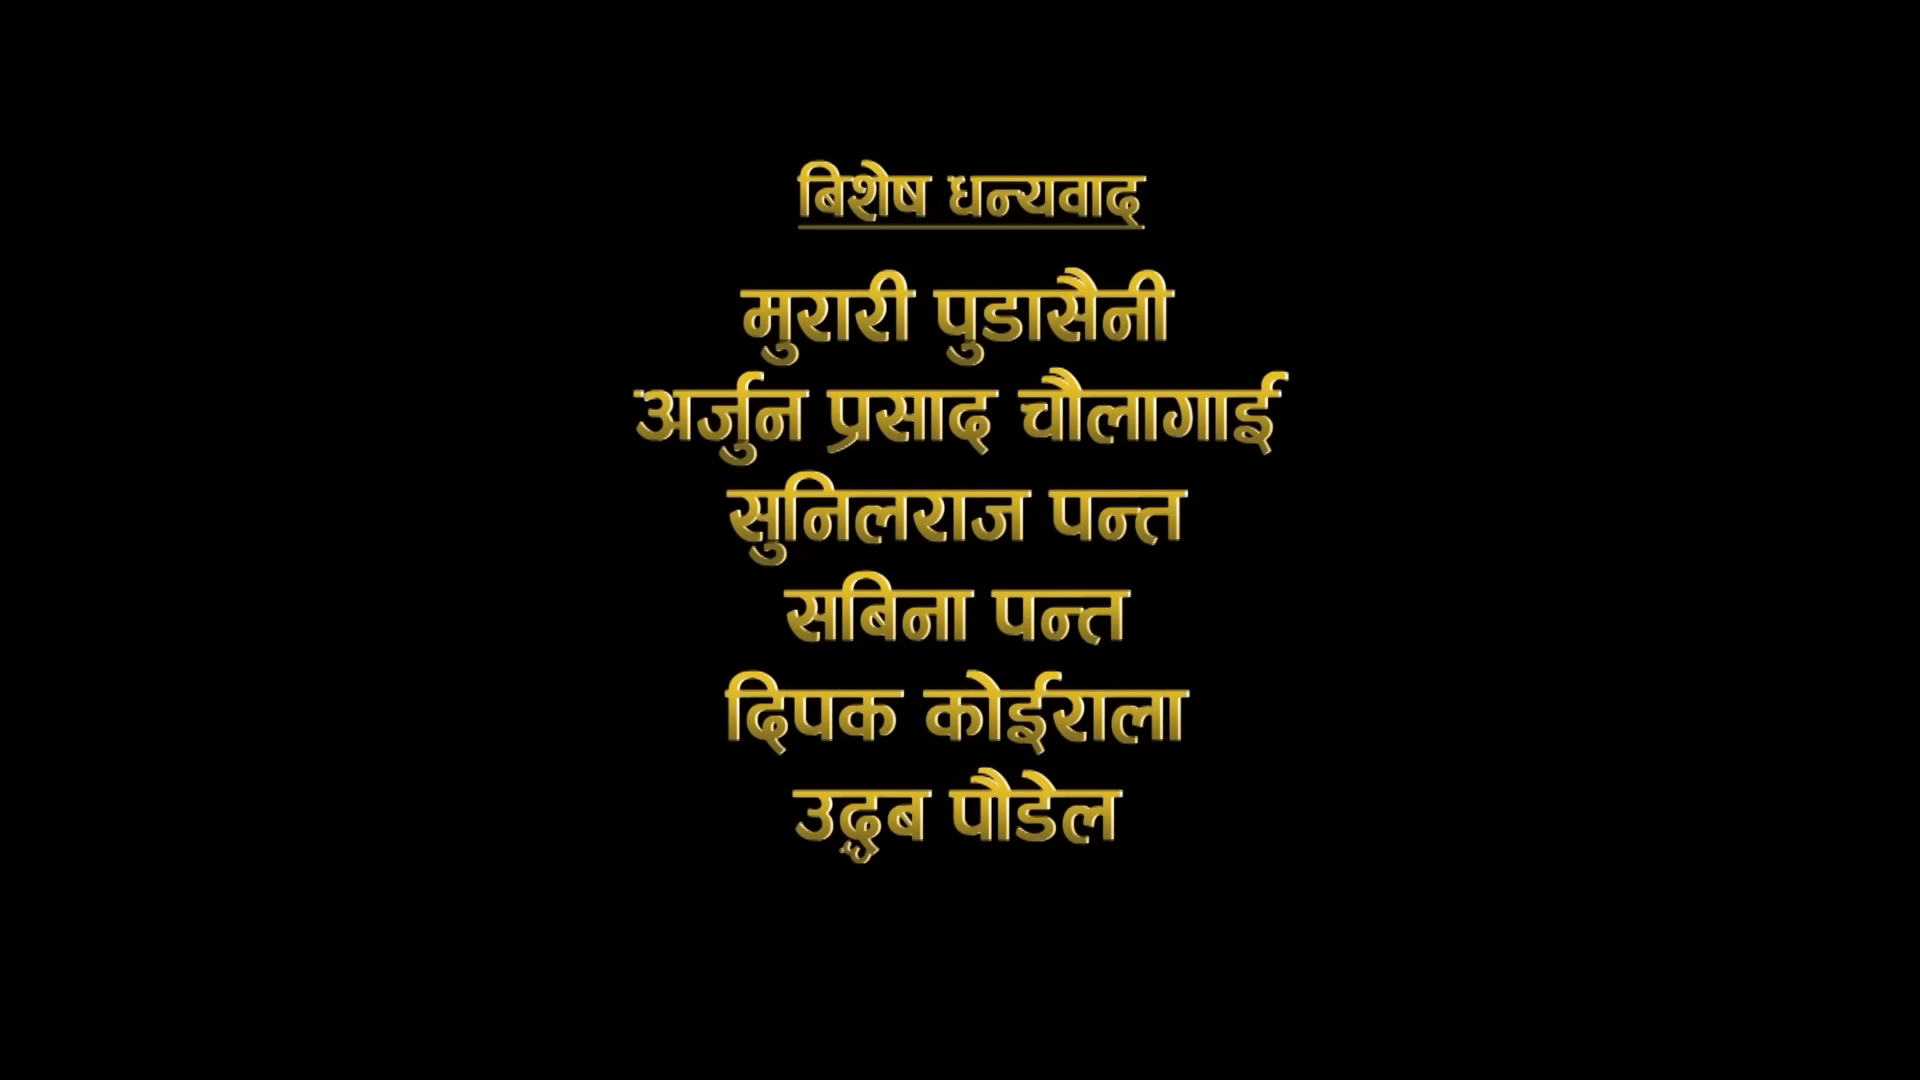 बिशेष धन्यवाद
मुरारी पुडासैनी
अर्जुन प्रसाद चौलागाई
सुनिलराज पन्त
सबिना पन्त
दिपक कोईराला
उद्धब पौडेल